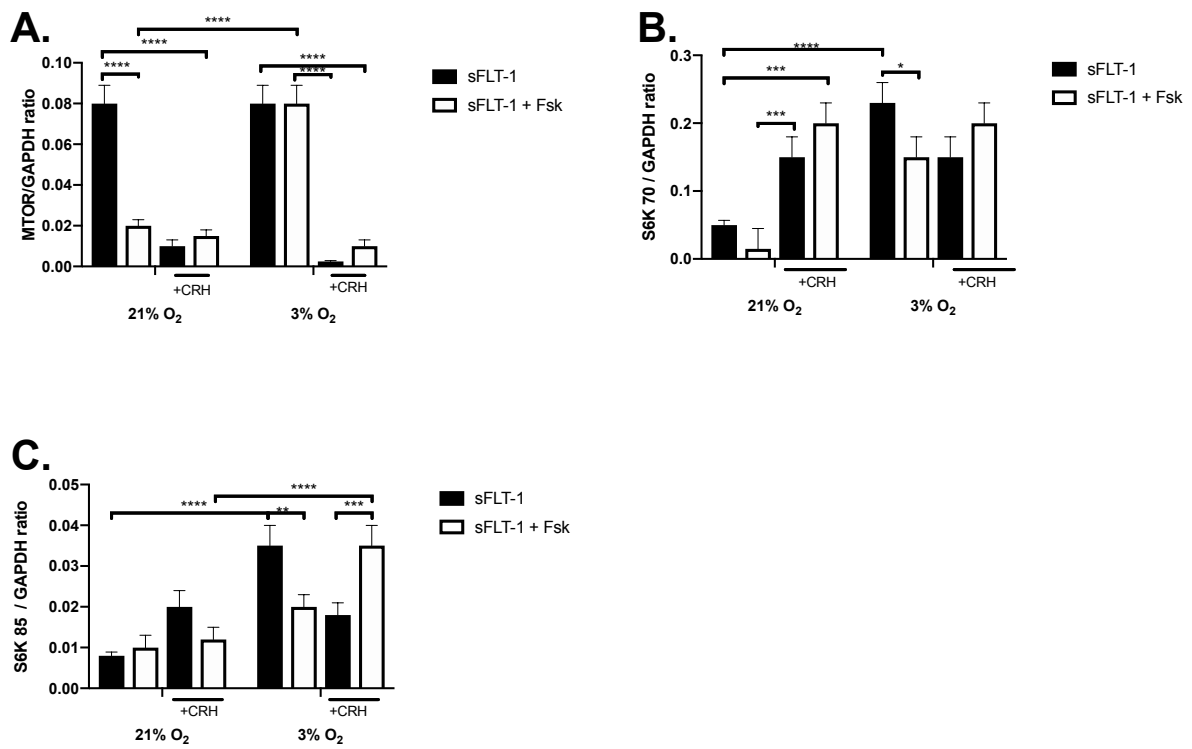 A.
****
****
****
****
****
0.10
0.08
0.06
0.04
0.02
0.00
MTOR/GAPDH ratio
+CRH
+CRH
21% O2
3% O2
sFLT-1
sFLT-1 + Fsk
B.
****
***
*
***
0.3
0.2
0.1
0.0
S6K 70 / GAPDH ratio
+CRH
+CRH
21% O2
3% O2
sFLT-1
sFLT-1 + Fsk
C.
****
****
**
***
0.05
0.04
0.03
0.02
0.01
0.00
S6K 85 / GAPDH ratio
+CRH
+CRH
21% O2
3% O2
sFLT-1
sFLT-1 + Fsk